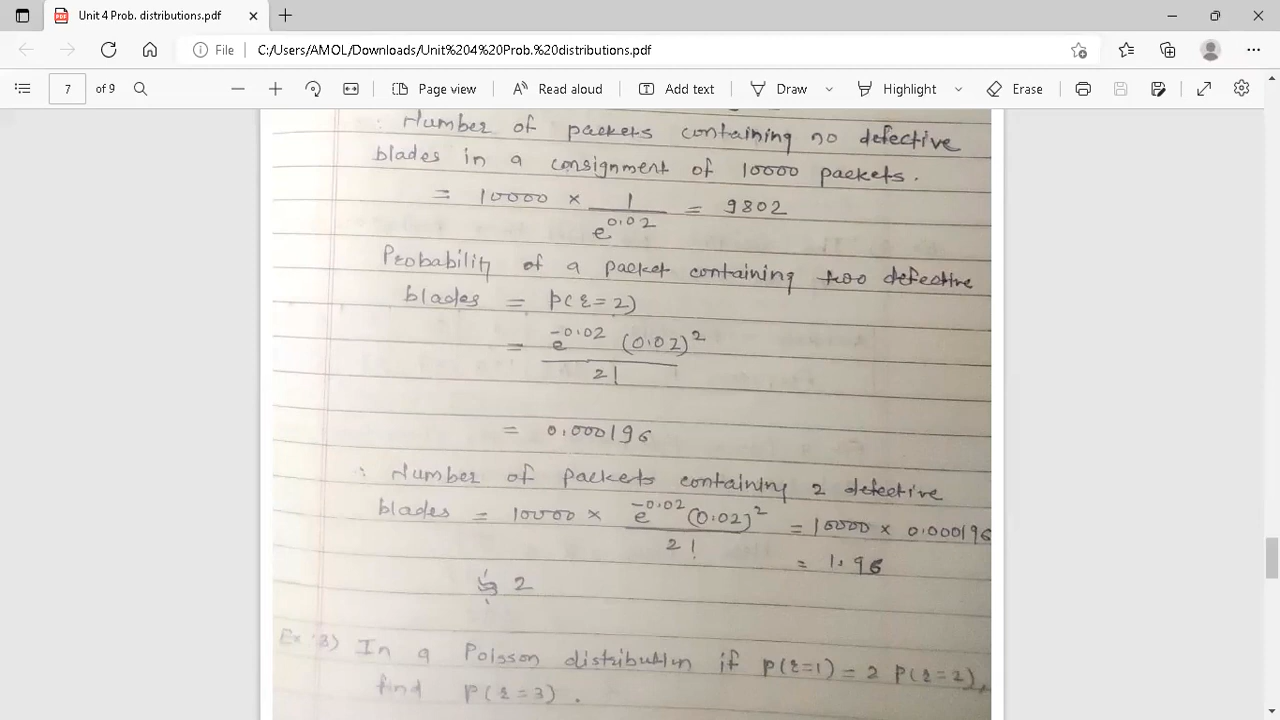 Unit 4 Prob. distributions.pdf
File C:/Users/AMOL/Downloads/Unit%204%20Prob.%20distributions.pdf
7 of 9 Page view Read aloud Add text Draw Highlight Erase
∴ Number of packets containing no defective
blades in a consignment of 10000 packets.
= 10000 × 1/e^0.02 = 9802
Probability of a packet containing two defective
blades = p(r=2)
= e^-0.02 (0.02)^2 / 2!
= 0.000196
∴ Number of packets containing 2 defective
blades = 10000 × e^-0.02 (0.02)^2 / 2! = 10000 × 0.000196
= 1.96
≒ 2
Ex. 3) In a Poisson distribution if p(r=1) = 2 p(r=2),
find p(r=3).